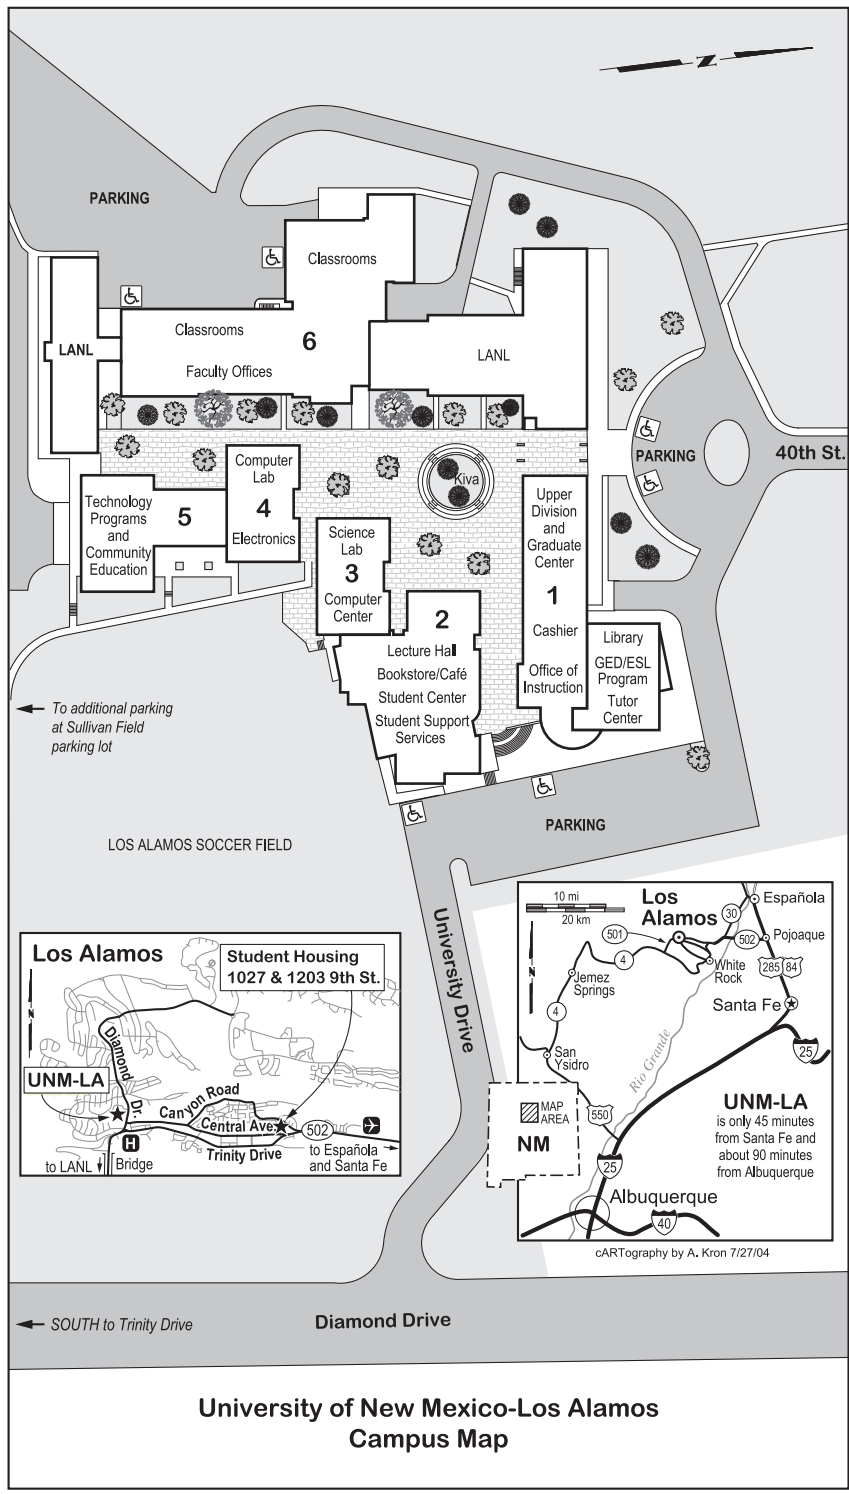 N
PARKING
Classrooms
Classrooms
6
Faculty Offices
LANL
LANL
PARKING
40th St.
Kiva
Computer
Lab
4
Electronics
Technology
Programs
and
Community
Education
5
Science
Lab
3
Computer
Center
Upper
Division
and
Graduate
Center
1
Cashier
Office of
Instruction
2
Lecture Hall
Bookstore/Café
Student Center
Student Support
Services
Library
GED/ESL
Program
Tutor
Center
To additional parking
at Sullivan Field
parking lot
PARKING
LOS ALAMOS SOCCER FIELD
University Drive
Los Alamos
Student Housing
1027 & 1203 9th St.
N
Diamond
Dr.
UNM-LA
Canyon Road
Central Ave.
502
Trinity Drive
H
to LANL
Bridge
to Española
and Santa Fe
10 mi
20 km
Los
Alamos
Española
30
501
502
Pojoaque
4
White
Rock
285
84
Jemez
Springs
N
Santa Fe
4
25
San
Ysidro
Rio Grande
550
MAP
AREA
NM
UNM-LA
is only 45 minutes
from Santa Fe and
about 90 minutes
from Albuquerque
25
Albuquerque
40
cARTography by A. Kron 7/27/04
SOUTH to Trinity Drive
Diamond Drive
University of New Mexico-Los Alamos
Campus Map